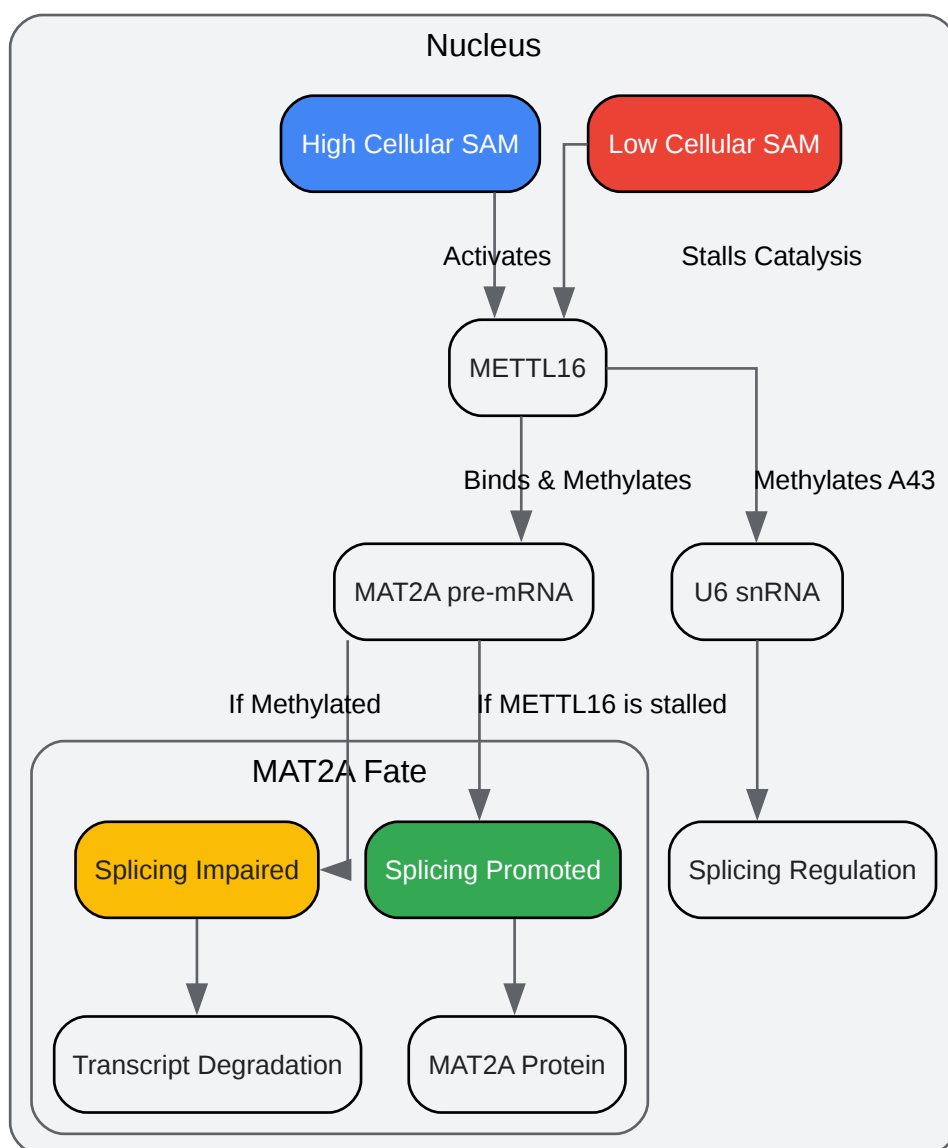 Nucleus
High Cellular SAM
Low Cellular SAM
Activates
Stalls Catalysis
METTL16
Binds & Methylates
Methylates A43
MAT2A pre-mRNA
U6 snRNA
If Methylated
If METTL16 is stalled
MAT2A Fate
Splicing Impaired
Splicing Promoted
Splicing Regulation
Transcript Degradation
MAT2A Protein